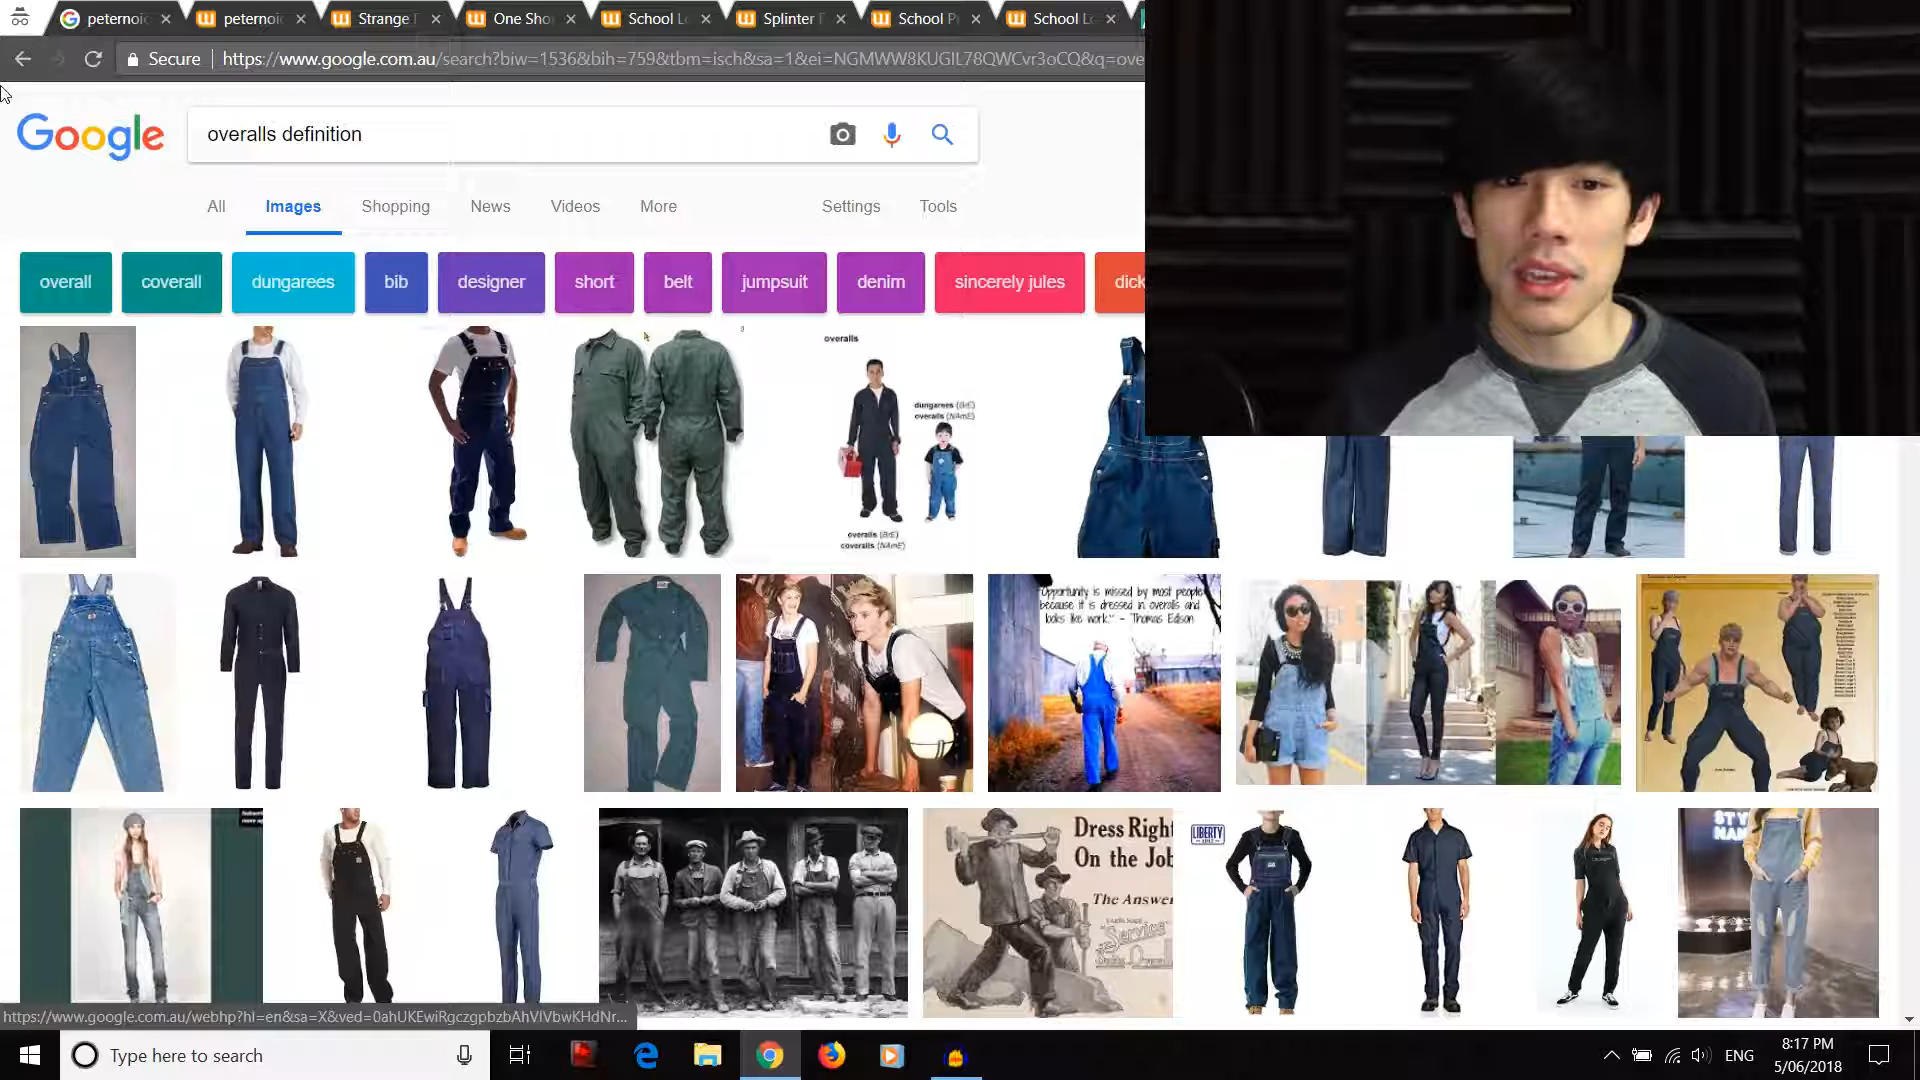 peternoic
peternoic
Strange
One Sho
School Lo
Splinter
School P
School Lo
Secure
https://www.google.com.au/search?biw=1536&bih=759&tbm=isch&sa=1&ei=NGMWW8KUGIL78QWCvr3oCQ&q=ove
Google
overalls definition
All
Images
Shopping
News
Videos
More
Settings
Tools
overall
coverall
dungarees
bib
designer
short
belt
jumpsuit
denim
sincerely jules
dick
overalls
dungarees (BrE)
overalls (NAmE)
overalls (BrE)
coveralls (NAmE)
"Opportunity is missed by most people
because it is dressed in overalls and
looks like work." - Thomas Edison
Dress Right
On the Job
The Answer
"Service"
LIBERTY
https://www.google.com.au/webhp?hl=en&sa=X&ved=0ahUKEwiRgczgpbzbAhVIVbwKHdNr...
Type here to search
ENG
8:17 PM
5/06/2018